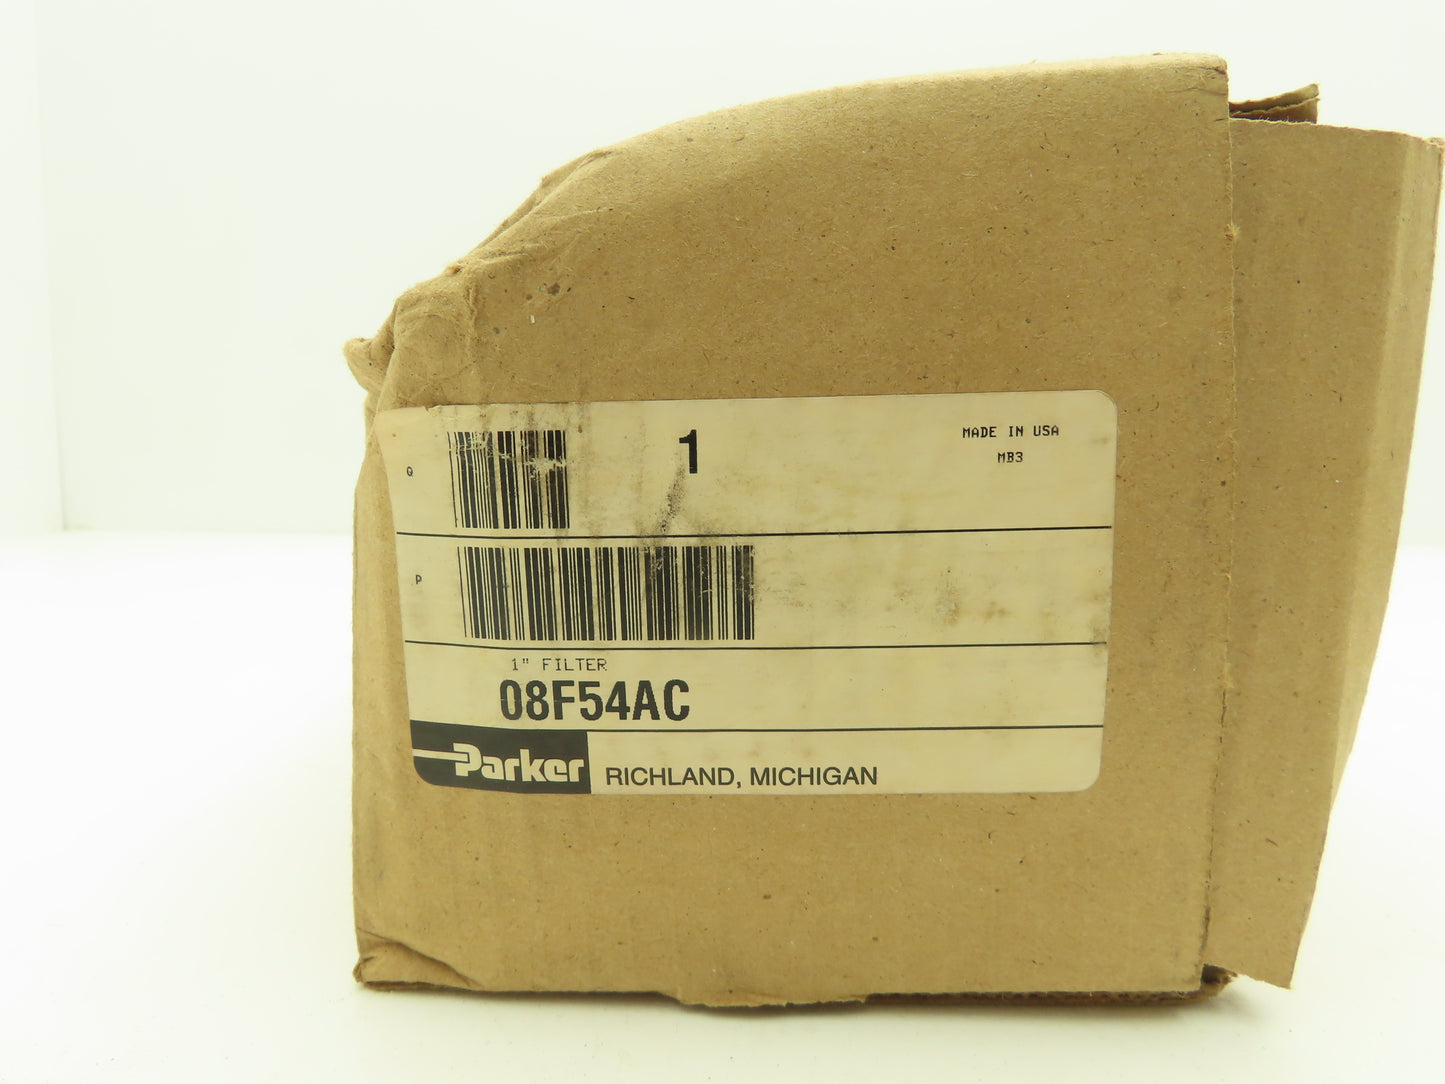 Q
1
MADE IN USA
MB3
P
1" FILTER
08F54AC
Parker
RICHLAND, MICHIGAN